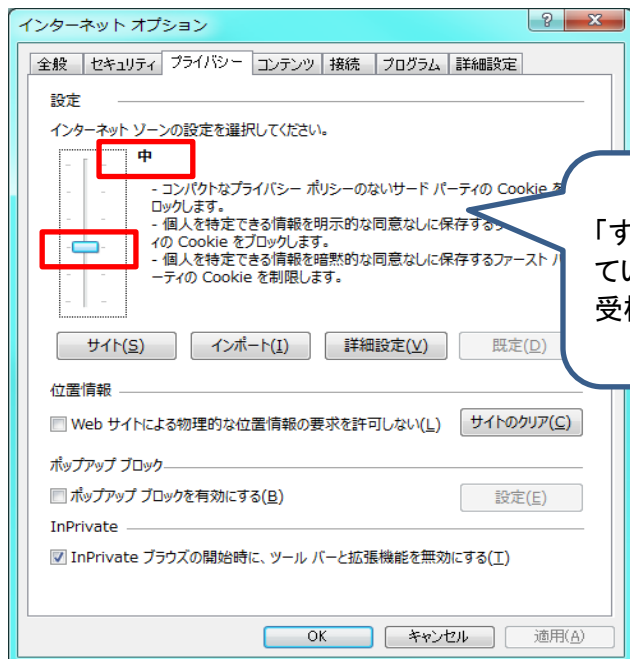 インターネット オプション
全般 セキュリティ プライバシー コンテンツ 接続 プログラム 詳細設定
設定
インターネット ゾーンの設定を選択してください。
中
- コンパクトなプライバシー ポリシーのないサード パーティの Cookie を
ロックします。
- 個人を特定できる情報を明示的な同意なしに保存する
ィの Cookie をブロックします。
- 個人を特定できる情報を暗黙的な同意なしに保存するファースト
ーティの Cookie を制限します。
サイト(S) インポート(I) 詳細設定(V) 既定(D)
「す
てい
受
位置情報
Web サイトによる物理的な位置情報の要求を許可しない(L) サイトのクリア(C)
ポップアップ ブロック
ポップアップ ブロックを有効にする(B) 設定(E)
InPrivate
InPrivate ブラウズの開始時に、ツール バーと拡張機能を無効にする(T)
OK キャンセル 適用(A)